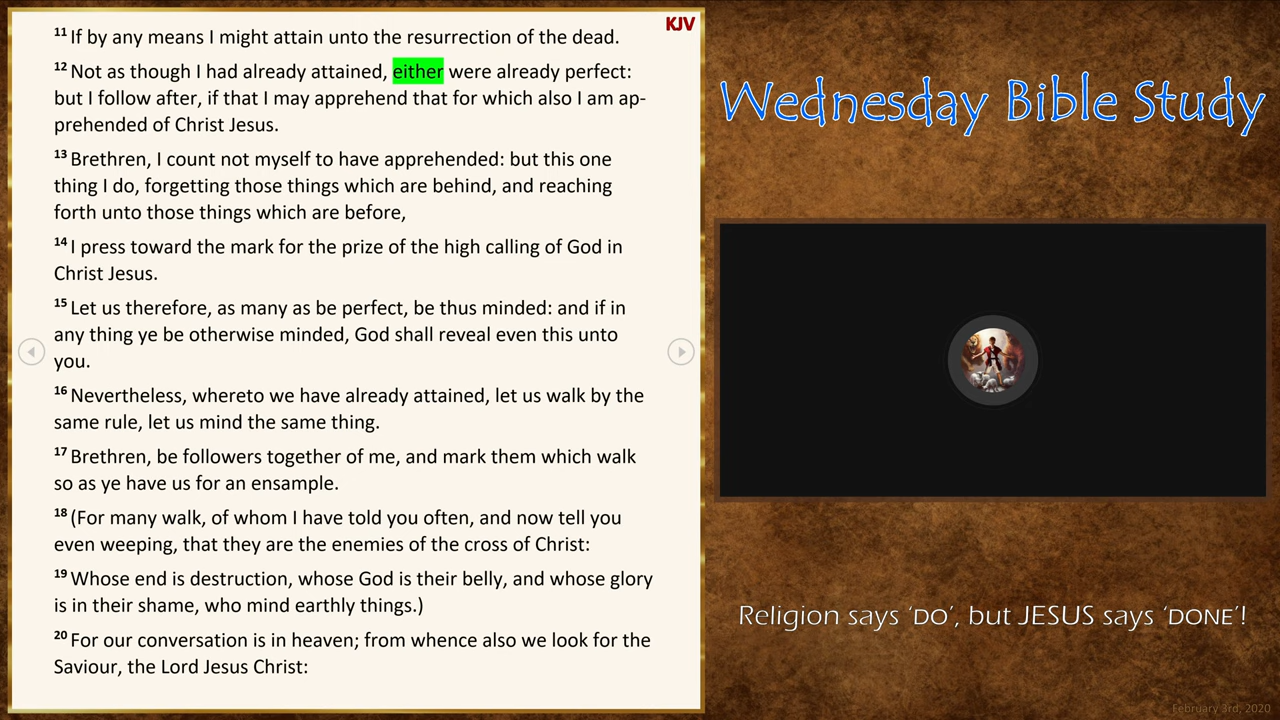 KJV
11 If by any means I might attain unto the resurrection of the dead.
12 Not as though I had already attained, either were already perfect:
but I follow after, if that I may apprehend that for which also I am ap-
prehended of Christ Jesus.
13 Brethren, I count not myself to have apprehended: but this one
thing I do, forgetting those things which are behind, and reaching
forth unto those things which are before,
14 I press toward the mark for the prize of the high calling of God in
Christ Jesus.
15 Let us therefore, as many as be perfect, be thus minded: and if in
any thing ye be otherwise minded, God shall reveal even this unto
you.
16 Nevertheless, whereto we have already attained, let us walk by the
same rule, let us mind the same thing.
17 Brethren, be followers together of me, and mark them which walk
so as ye have us for an ensample.
18 (For many walk, of whom I have told you often, and now tell you
even weeping, that they are the enemies of the cross of Christ:
19 Whose end is destruction, whose God is their belly, and whose glory
is in their shame, who mind earthly things.)
20 For our conversation is in heaven; from whence also we look for the
Saviour, the Lord Jesus Christ:
Wednesday Bible Study
Religion says ‘DO’, but JESUS says ‘DONE’!
February 3rd, 2020